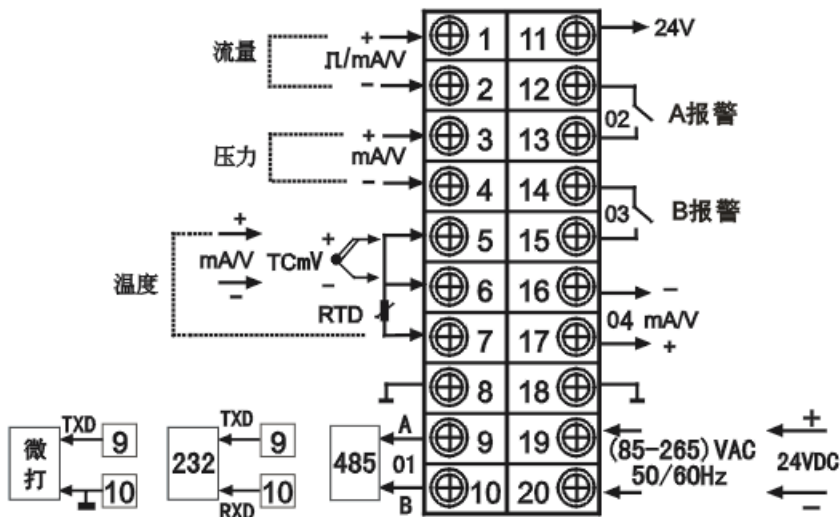 流量
+
⎍/mA/V
−
1
11
24V
2
12
02
A报警
压力
+
mA/V
−
3
13
4
14
03
B报警
温度
+
mA/V
−
+
TCmV
−
RTD
5
15
6
16
−
04 mA/V
7
17
+
8
18
微打
TXD
9
10
232
TXD
9
RXD
10
485
A
01
B
9
19
(85-265)VAC
50/60Hz
+
24VDC
−
10
20